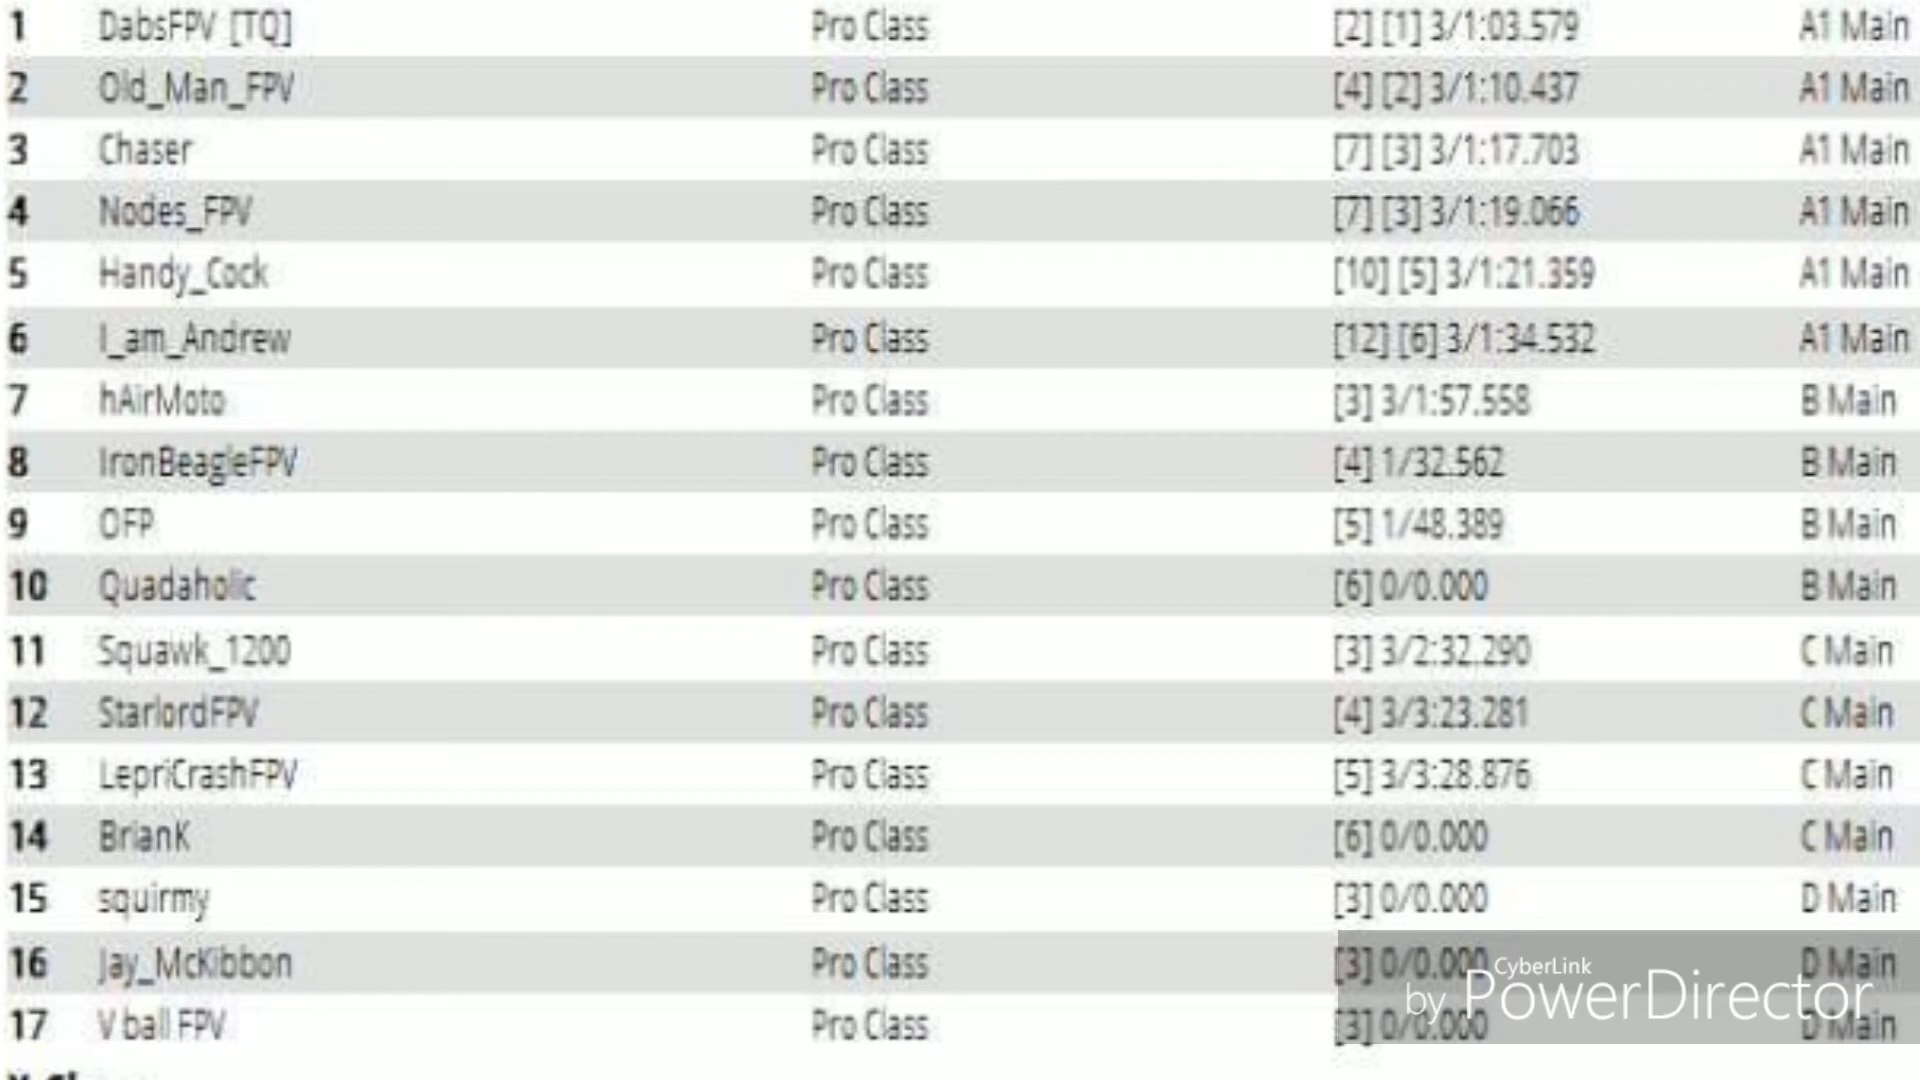 1 DabsFPV [TQ] Pro Class [2] [1] 3/1:03.579 A1 Main
2 Old_Man_FPV Pro Class [4] [2] 3/1:10.437 A1 Main
3 Chaser Pro Class [7] [3] 3/1:17.703 A1 Main
4 Nodes_FPV Pro Class [7] [3] 3/1:19.066 A1 Main
5 Handy_Cock Pro Class [10] [5] 3/1:21.359 A1 Main
6 I_am_Andrew Pro Class [12] [6] 3/1:34.532 A1 Main
7 hAirMoto Pro Class [3] 3/1:57.558 B Main
8 IronBeagleFPV Pro Class [4] 1/32.562 B Main
9 OFP Pro Class [5] 1/48.389 B Main
10 Quadaholic Pro Class [6] 0/0.000 B Main
11 Squawk_1200 Pro Class [3] 3/2:32.290 C Main
12 StarlordFPV Pro Class [4] 3/3:23.281 C Main
13 LepriCrashFPV Pro Class [5] 3/3:28.876 C Main
14 BrianK Pro Class [6] 0/0.000 C Main
15 squirmy Pro Class [3] 0/0.000 D Main
16 Jay_McKibbon Pro Class [3] 0/0.000 D Main
17 V ball FPV Pro Class [3] 0/0.000 D Main
by CyberLink PowerDirector